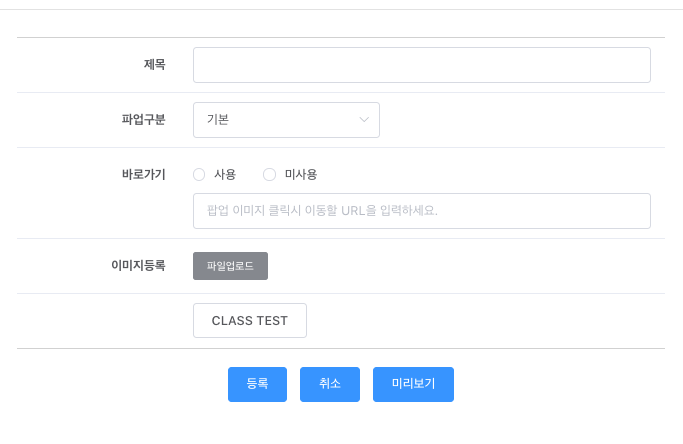 제목
파업구분
기본
바로가기
사용 미사용
팝업 이미지 클릭시 이동할 URL을 입력하세요.
이미지등록
파일업로드
CLASS TEST
등록 취소 미리보기